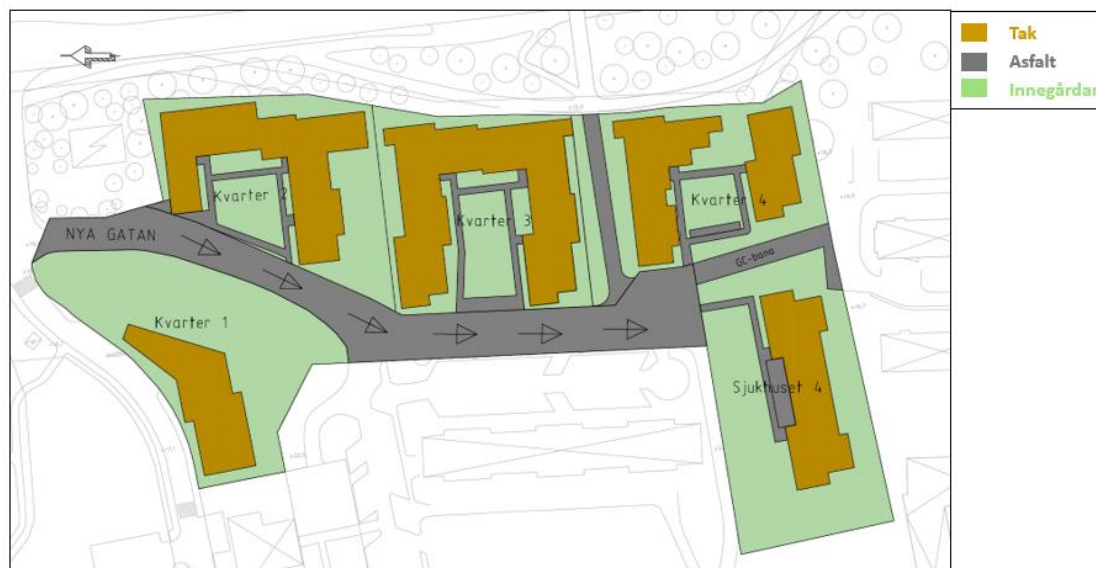 Tak
Asfalt
Innegårdar
Kvarter 2
Kvarter 3
Kvarter 4
NYA GATAN
GC-bana
Kvarter 1
Sjukhuset 4